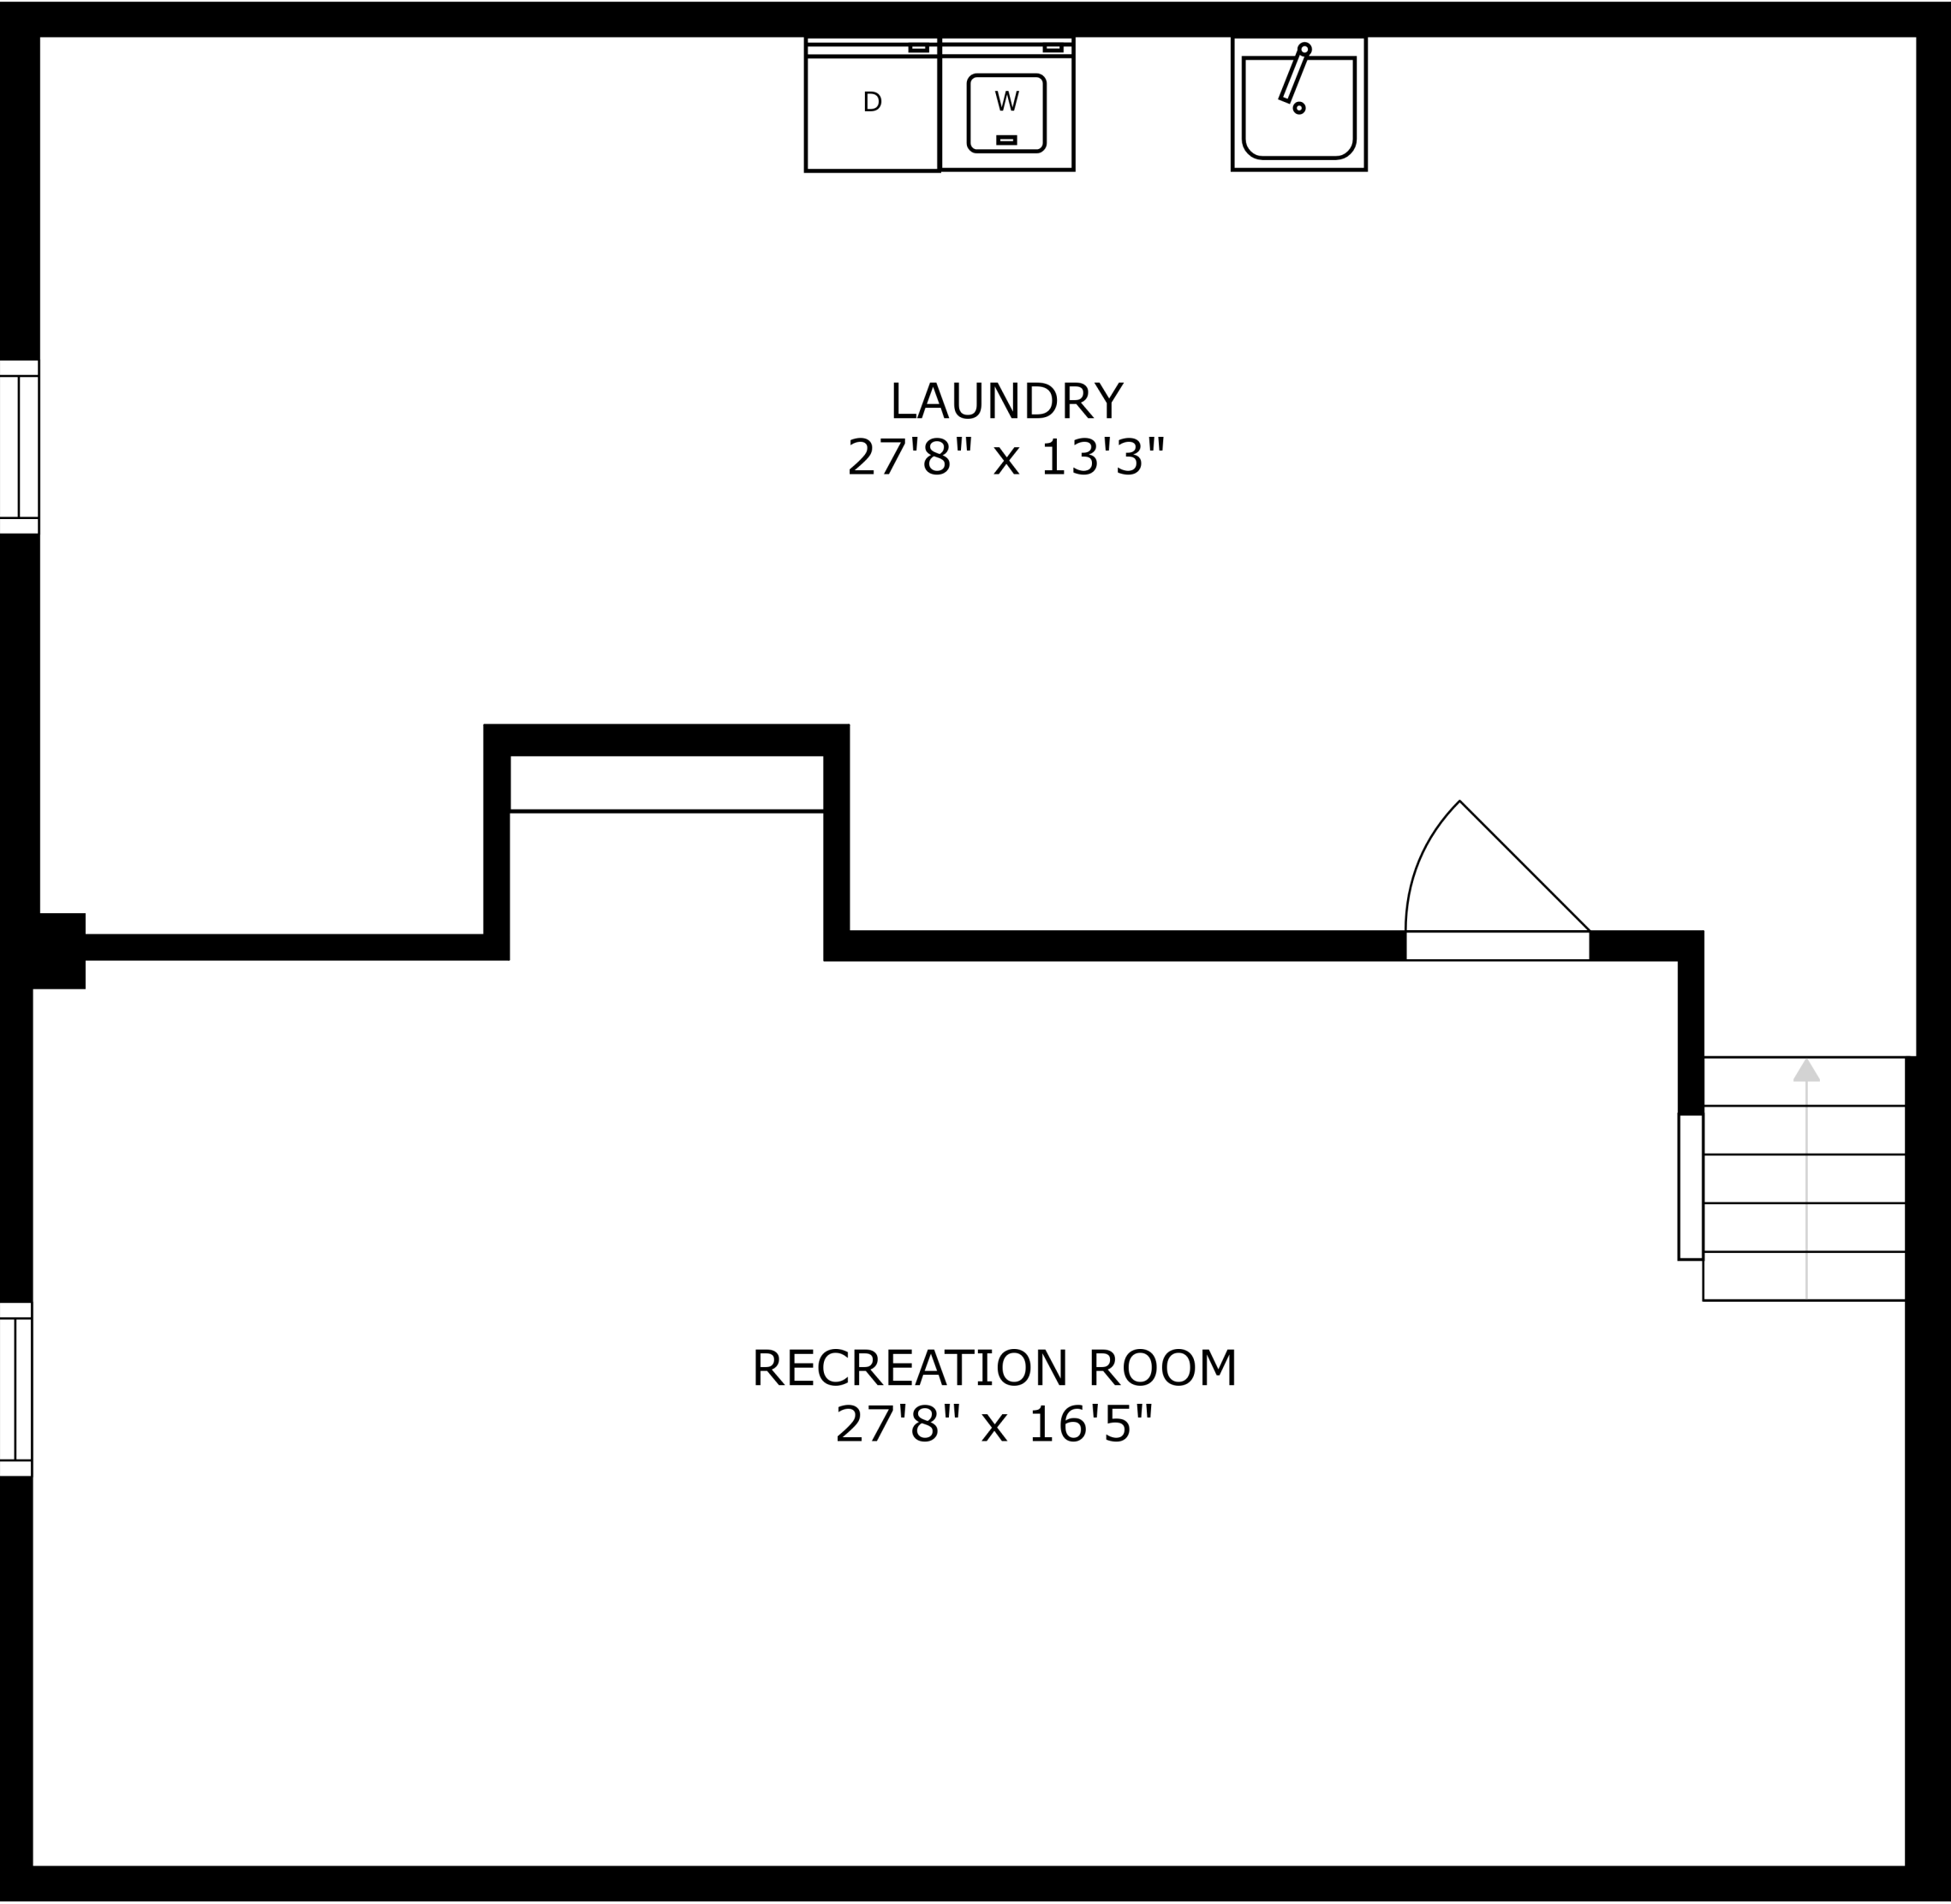 D
W
LAUNDRY
27'8" x 13'3"
RECREATION ROOM
27'8" x 16'5"